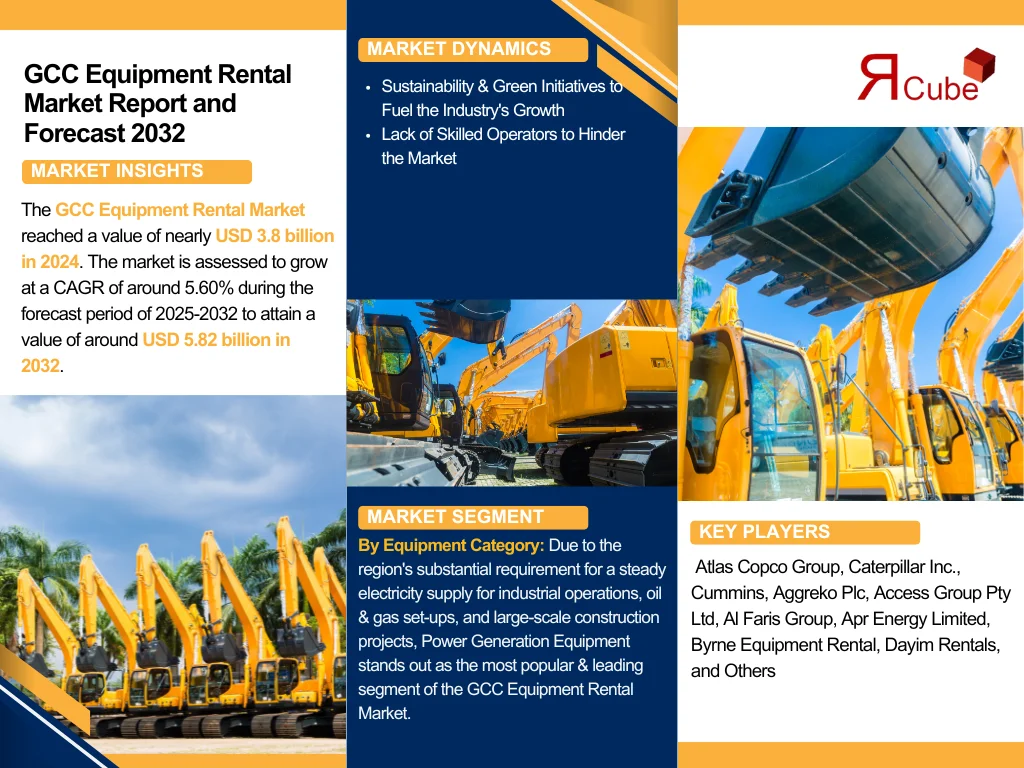 GCC Equipment Rental
Market Report and
Forecast 2032
MARKET INSIGHTS
The GCC Equipment Rental Market
reached a value of nearly USD 3.8 billion
in 2024. The market is assessed to grow
at a CAGR of around 5.60% during the
forecast period of 2025-2032 to attain a
value of around USD 5.82 billion in
2032.
MARKET DYNAMICS
• Sustainability & Green Initiatives to
Fuel the Industry's Growth
• Lack of Skilled Operators to Hinder
the Market
MARKET SEGMENT
By Equipment Category: Due to the
region's substantial requirement for a steady
electricity supply for industrial operations, oil
& gas set-ups, and large-scale construction
projects, Power Generation Equipment
stands out as the most popular & leading
segment of the GCC Equipment Rental
Market.
ЯCube
KEY PLAYERS
Atlas Copco Group, Caterpillar Inc.,
Cummins, Aggreko Plc, Access Group Pty
Ltd, Al Faris Group, Apr Energy Limited,
Byrne Equipment Rental, Dayim Rentals,
and Others